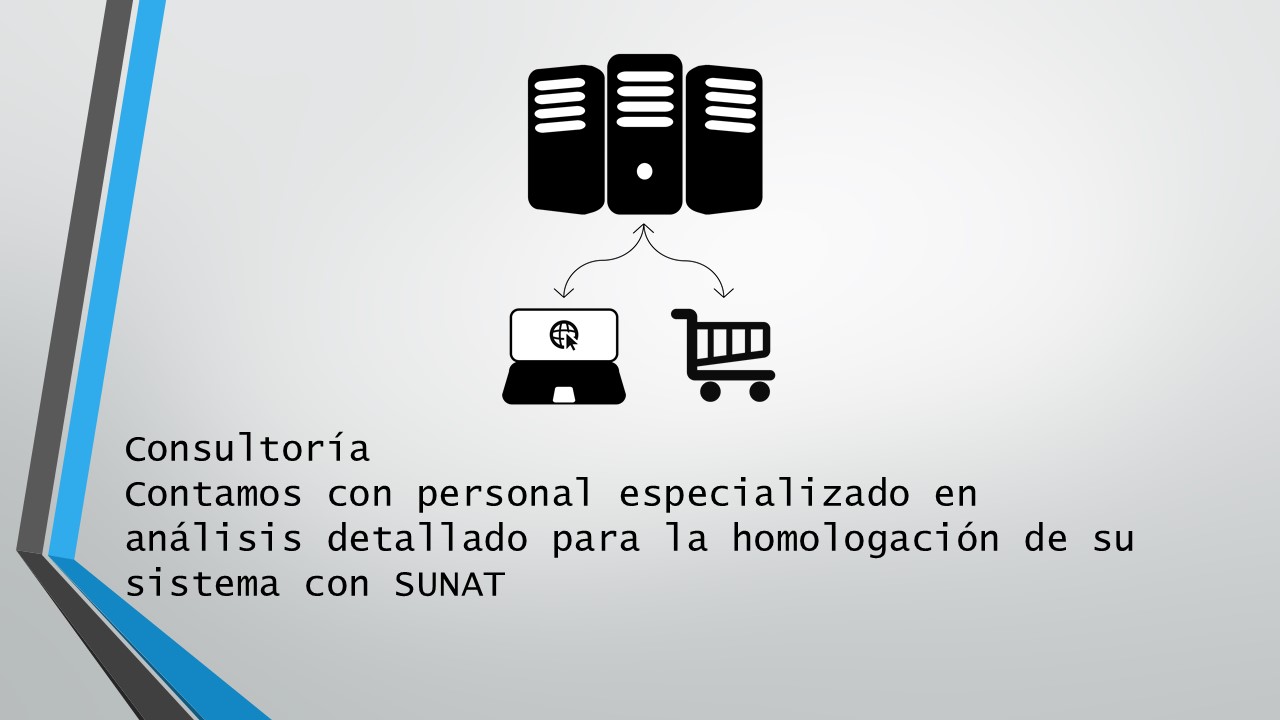 Consultoría
Contamos con personal especializado en
análisis detallado para la homologación de su
sistema con SUNAT